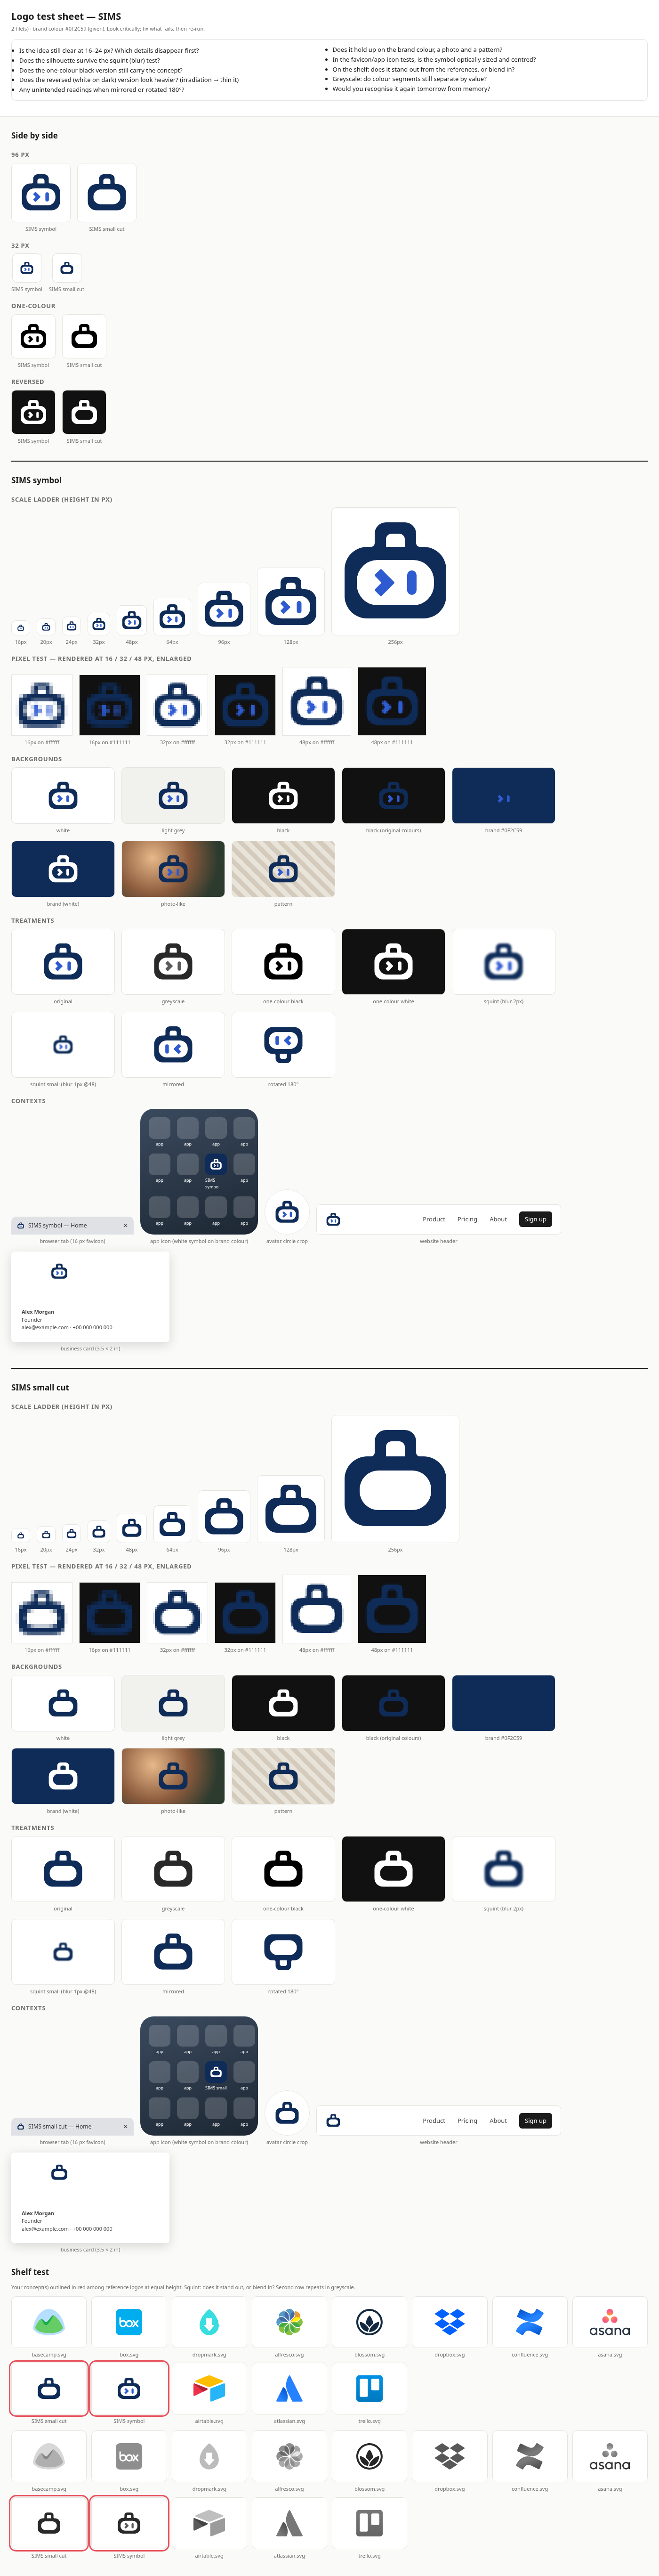 Logo test sheet — SIMS
2 file(s) · brand colour #0F2C59 (given). Look critically; fix what fails, then re-run.
Is the idea still clear at 16–24 px? Which details disappear first?
Does the silhouette survive the squint (blur) test?
Does the one-colour black version still carry the concept?
Does the reversed (white on dark) version look heavier? (irradiation → thin it)
Any unintended readings when mirrored or rotated 180°?
Does it hold up on the brand colour, a photo and a pattern?
In the favicon/app-icon tests, is the symbol optically sized and centred?
On the shelf: does it stand out from the references, or blend in?
Greyscale: do colour segments still separate by value?
Would you recognise it again tomorrow from memory?
Side by side
96 PX
SIMS symbol SIMS small cut
32 PX
SIMS symbol SIMS small cut
ONE-COLOUR
SIMS symbol SIMS small cut
REVERSED
SIMS symbol SIMS small cut
SIMS symbol
SCALE LADDER (HEIGHT IN PX)
16px 20px 24px 32px 48px 64px 96px 128px 256px
PIXEL TEST — RENDERED AT 16 / 32 / 48 PX, ENLARGED
16px on #ffffff 16px on #111111 32px on #ffffff 32px on #111111 48px on #ffffff 48px on #111111
BACKGROUNDS
white light grey black black (original colours) brand #0F2C59
brand (white) photo-like pattern
TREATMENTS
original greyscale one-colour black one-colour white squint (blur 2px)
squint small (blur 1px @48) mirrored rotated 180°
CONTEXTS
app app app app
SIMS symbol
app app app
app app app app
SIMS symbol — Home ×
Product Pricing About Sign up
browser tab (16 px favicon) app icon (white symbol on brand colour) avatar circle crop website header
Alex Morgan
Founder
alex@example.com · +00 000 000 000
business card (3.5 × 2 in)
SIMS small cut
SCALE LADDER (HEIGHT IN PX)
16px 20px 24px 32px 48px 64px 96px 128px 256px
PIXEL TEST — RENDERED AT 16 / 32 / 48 PX, ENLARGED
16px on #ffffff 16px on #111111 32px on #ffffff 32px on #111111 48px on #ffffff 48px on #111111
BACKGROUNDS
white light grey black black (original colours) brand #0F2C59
brand (white) photo-like pattern
TREATMENTS
original greyscale one-colour black one-colour white squint (blur 2px)
squint small (blur 1px @48) mirrored rotated 180°
CONTEXTS
app app app app
app app SIMS small app
app app app app
SIMS small cut — Home ×
Product Pricing About Sign up
browser tab (16 px favicon) app icon (white symbol on brand colour) avatar circle crop website header
Alex Morgan
Founder
alex@example.com · +00 000 000 000
business card (3.5 × 2 in)
Shelf test
Your concept(s) outlined in red among reference logos at equal height. Squint: does it stand out, or blend in? Second row repeats in greyscale.
box asana
basecamp.svg box.svg dropmark.svg alfresco.svg blossom.svg dropbox.svg confluence.svg asana.svg
SIMS small cut SIMS symbol airtable.svg atlassian.svg trello.svg
box asana
basecamp.svg box.svg dropmark.svg alfresco.svg blossom.svg dropbox.svg confluence.svg asana.svg
SIMS small cut SIMS symbol airtable.svg atlassian.svg trello.svg